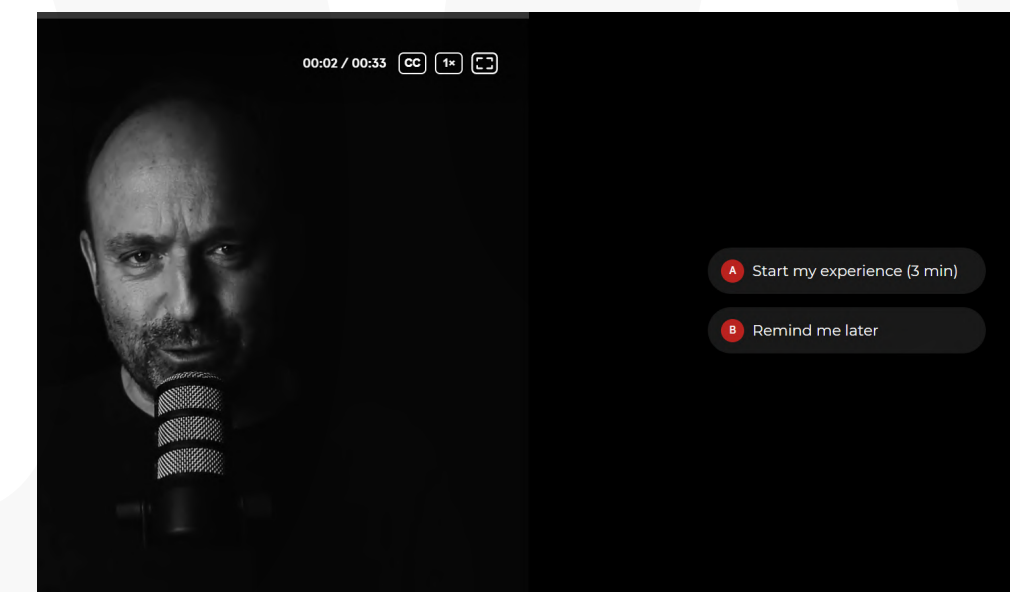 00:02 / 00:33 CC 1×
A Start my experience (3 min)
B Remind me later